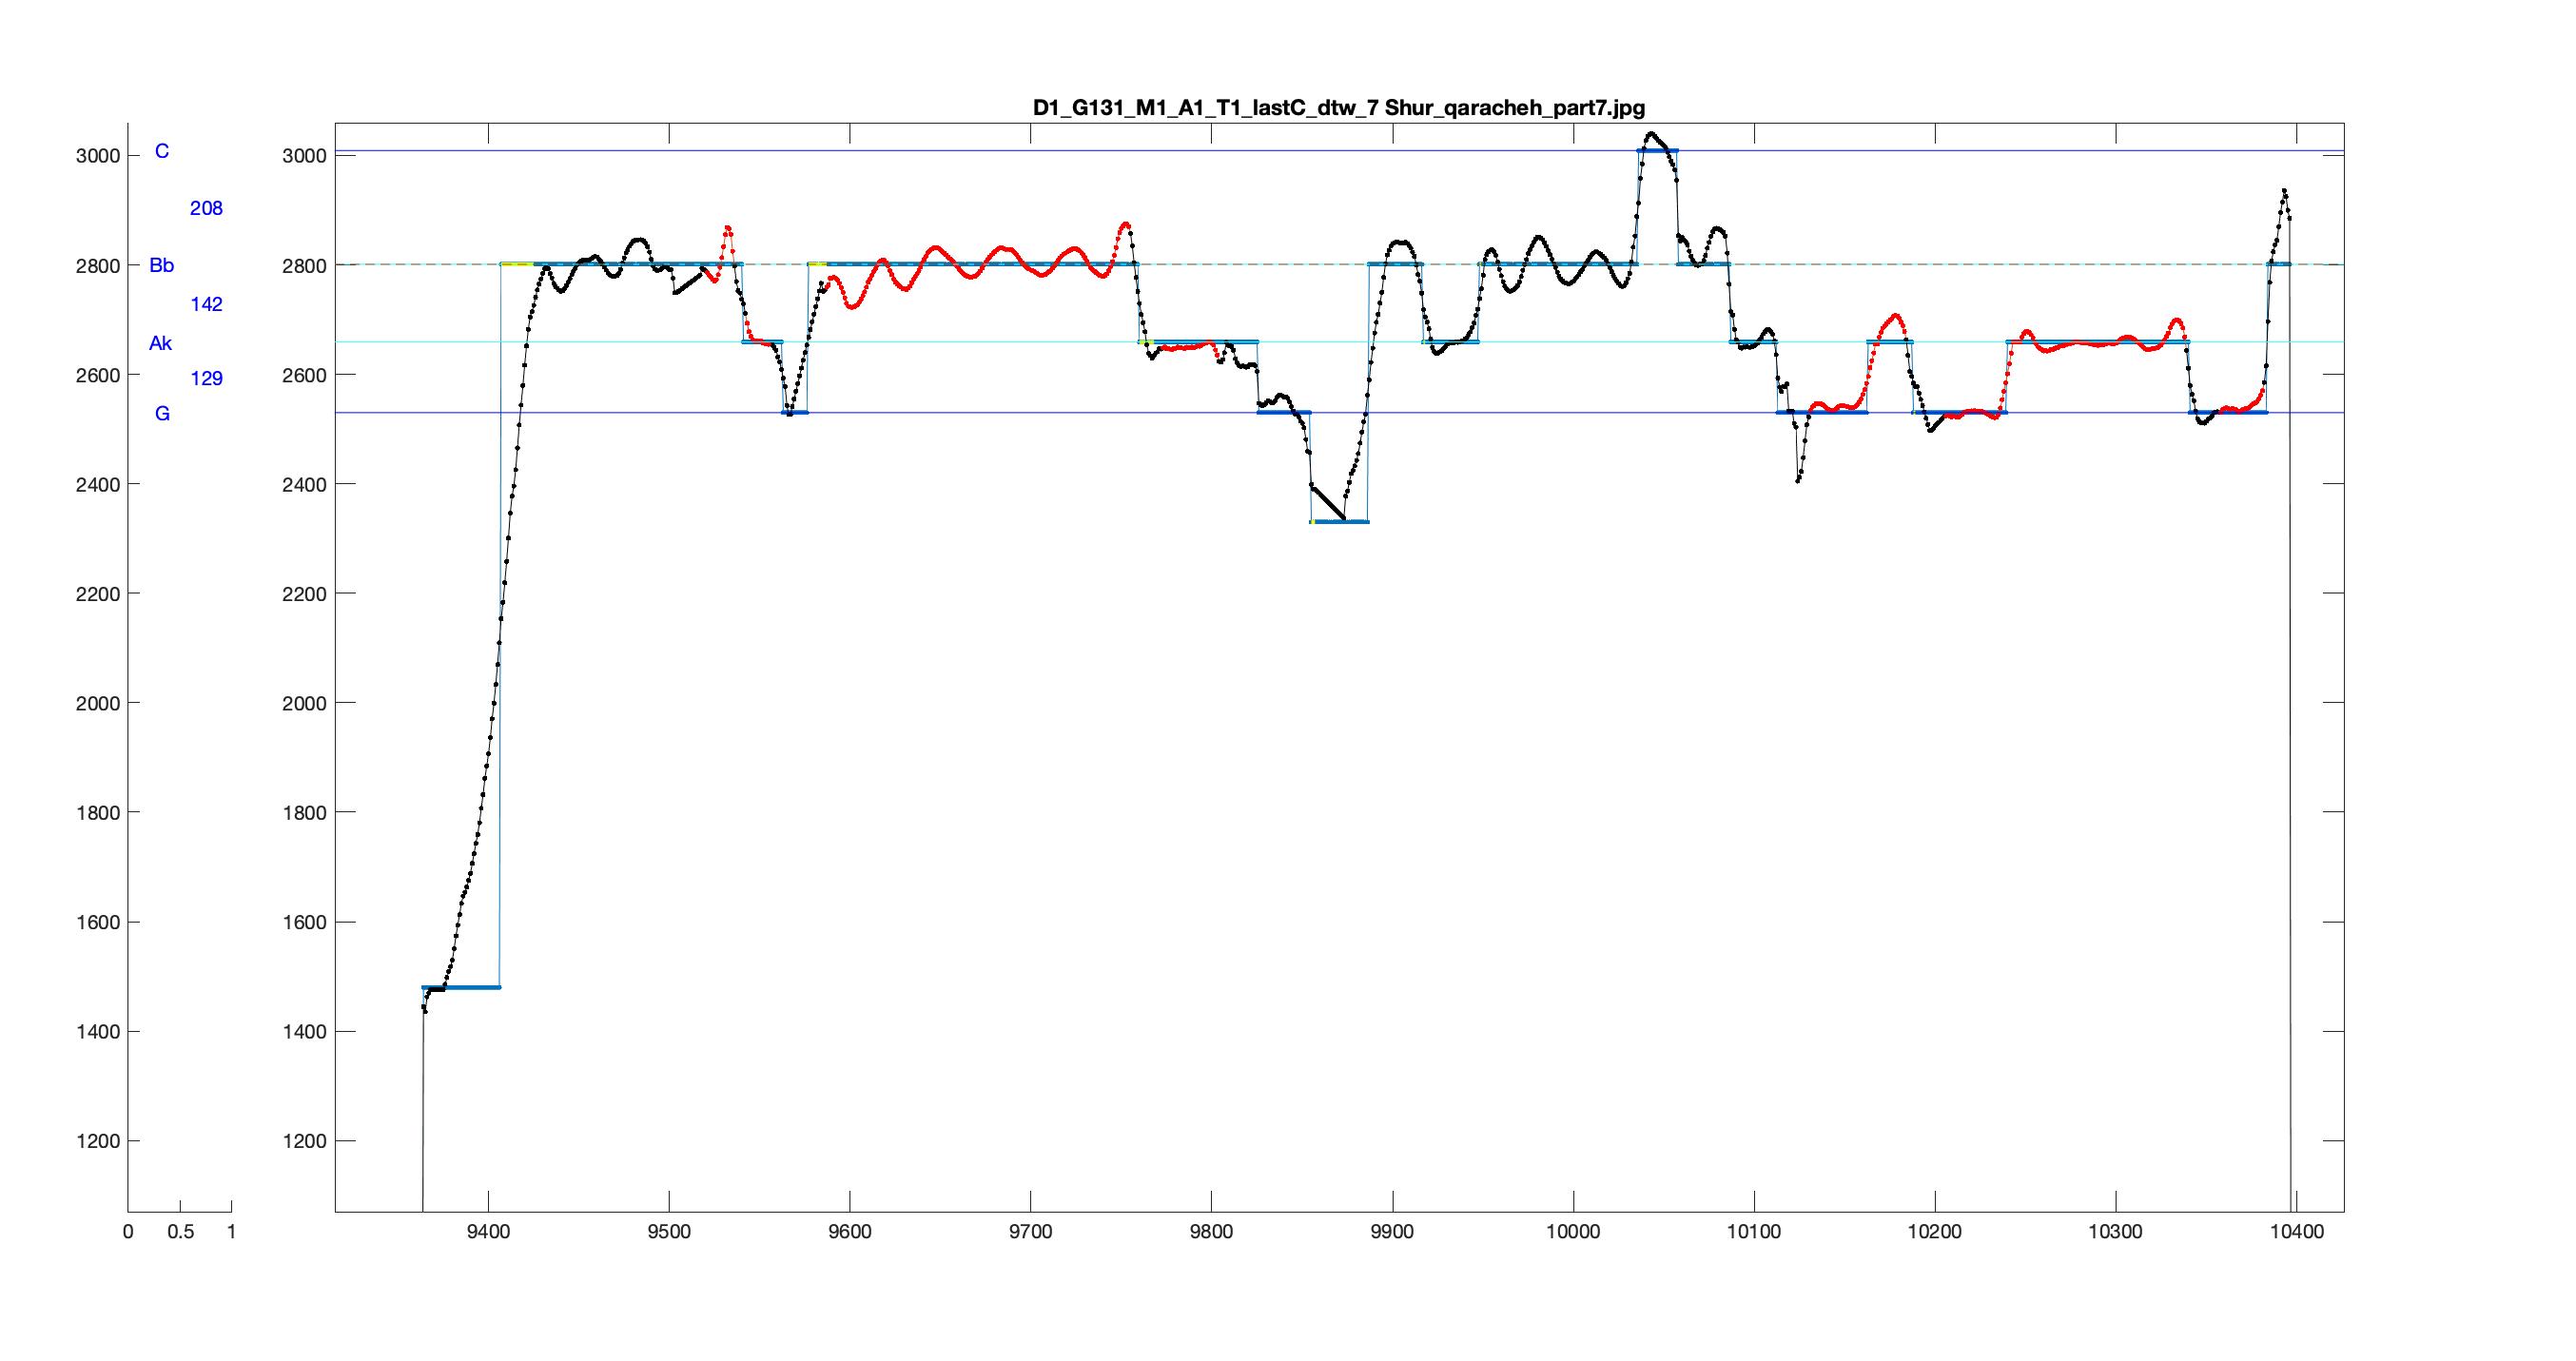 D1_G131_M1_A1_T1_lastC_dtw_7 Shur_qaracheh_part7.jpg
3000 C 3000
208
2800 Bb 2800
142
Ak
2600 129 2600
G
2400 2400
2200 2200
2000 2000
1800 1800
1600 1600
1400 1400
1200 1200
0 0.5 1 9400 9500 9600 9700 9800 9900 10000 10100 10200 10300 10400